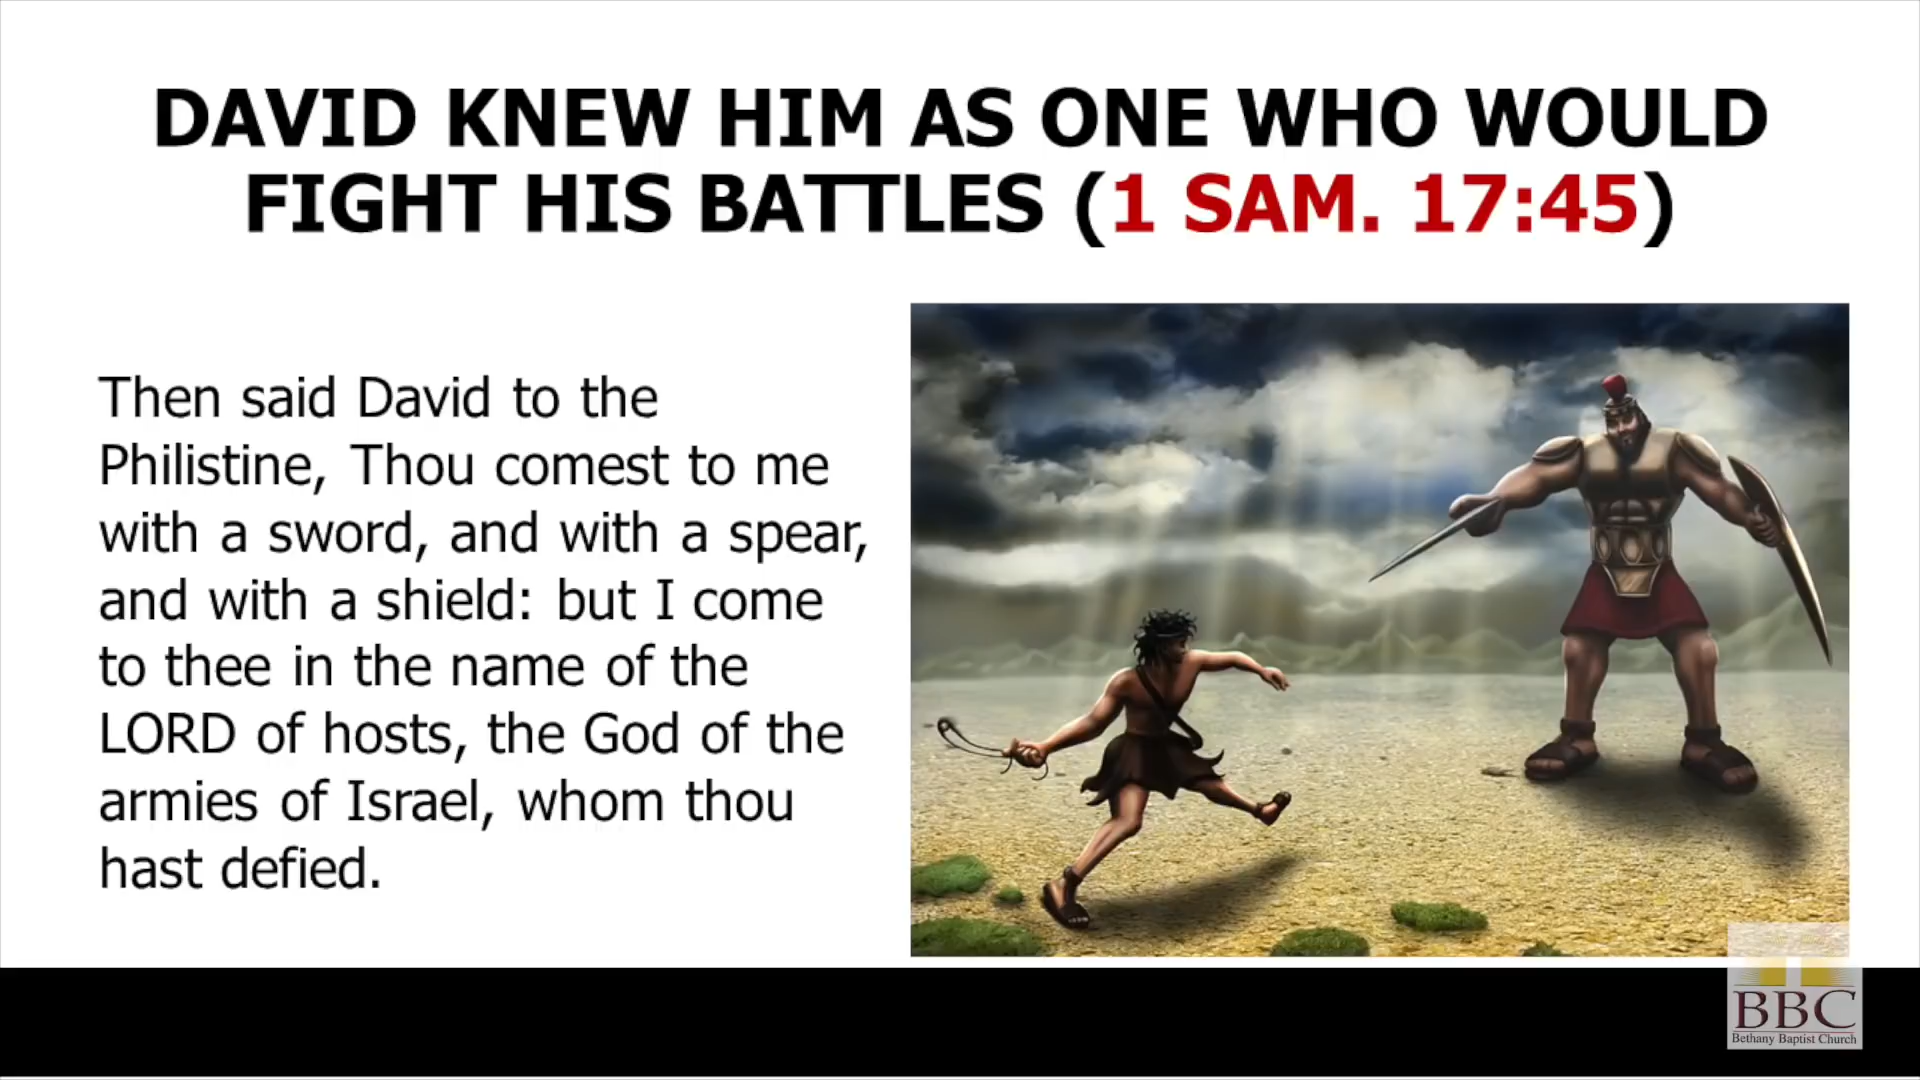 DAVID KNEW HIM AS ONE WHO WOULD
FIGHT HIS BATTLES (1 SAM. 17:45)
Then said David to the
Philistine, Thou comest to me
with a sword, and with a spear,
and with a shield: but I come
to thee in the name of the
LORD of hosts, the God of the
armies of Israel, whom thou
hast defied.
BBC
Bethany Baptist Church